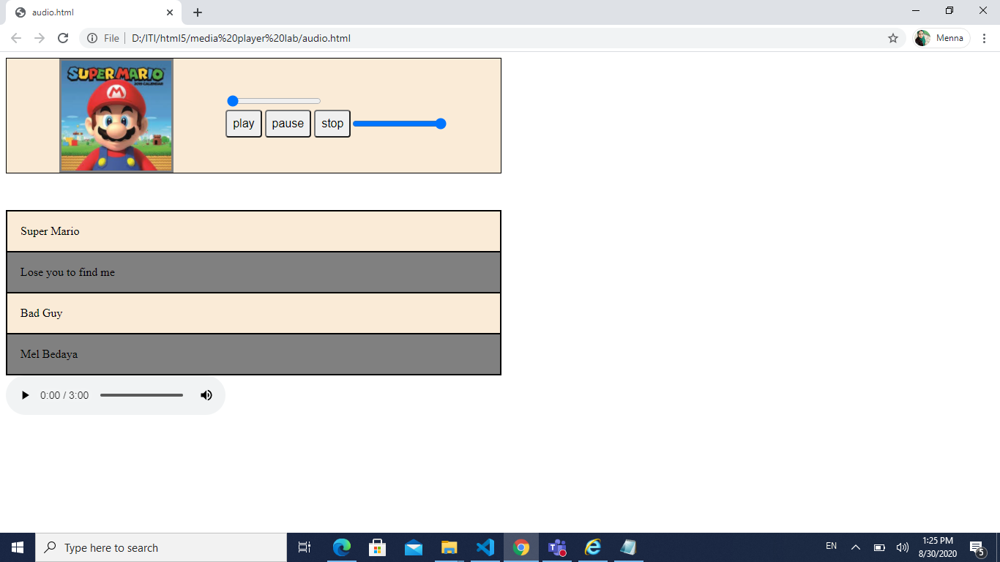 audio.html
File
D:/ITI/html5/media%20player%20lab/audio.html
Menna
SUPER MARIO
2019 CALENDAR
M
play pause stop
Super Mario
Lose you to find me
Bad Guy
Mel Bedaya
0:00 / 3:00
Type here to search
EN
1:25 PM
8/30/2020
5